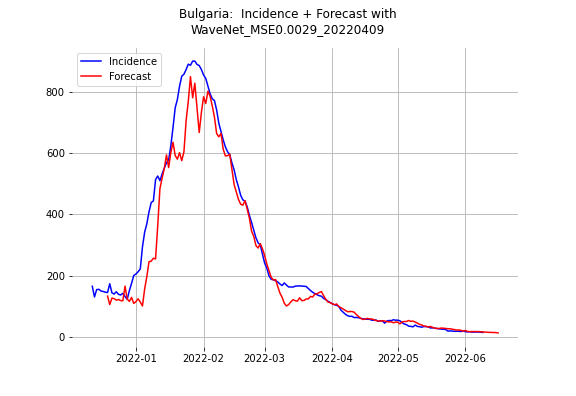 Bulgaria:  Incidence + Forecast with
WaveNet_MSE0.0029_20220409
Incidence
Forecast
800
600
400
200
0
2022-01
2022-02
2022-03
2022-04
2022-05
2022-06